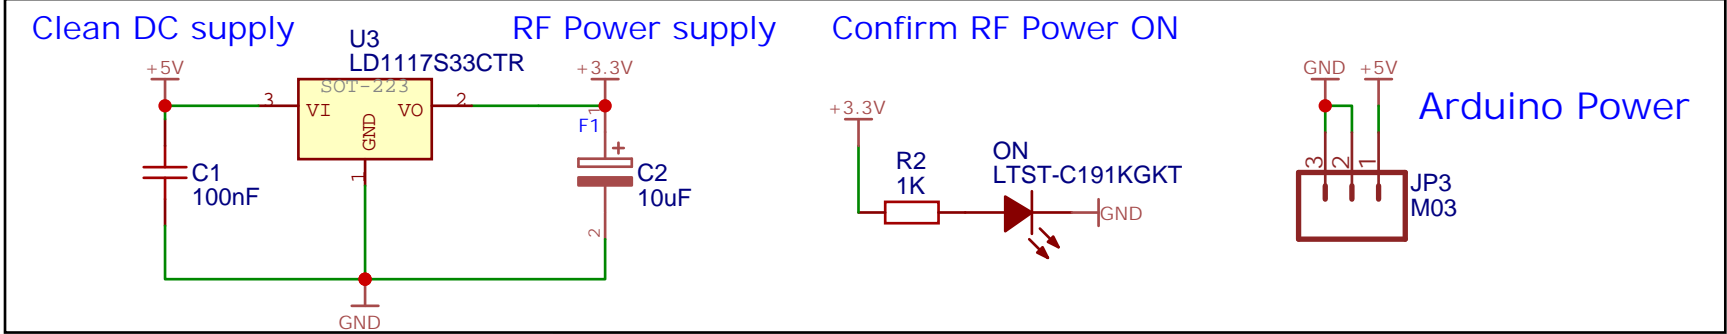 Clean DC supply
RF Power supply
Confirm RF Power ON
U3
LD1117S33CTR
SOT-223
+5V
3
VI
VO
2
GND
1
+3.3V
1
F1
+
C1
100nF
C2
10uF
2
GND
+3.3V
R2
1K
ON
LTST-C191KGKT
GND
GND
+5V
Arduino Power
3
2
1
JP3
M03